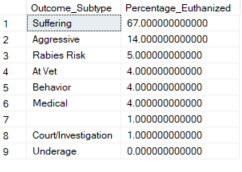 Outcome_Subtype Percentage_Euthanized
1 Suffering 67.000000000000
2 Aggressive 14.000000000000
3 Rabies Risk 5.000000000000
4 At Vet 4.000000000000
5 Behavior 4.000000000000
6 Medical 4.000000000000
7 1.000000000000
8 Court/Investigation 1.000000000000
9 Underage 0.000000000000